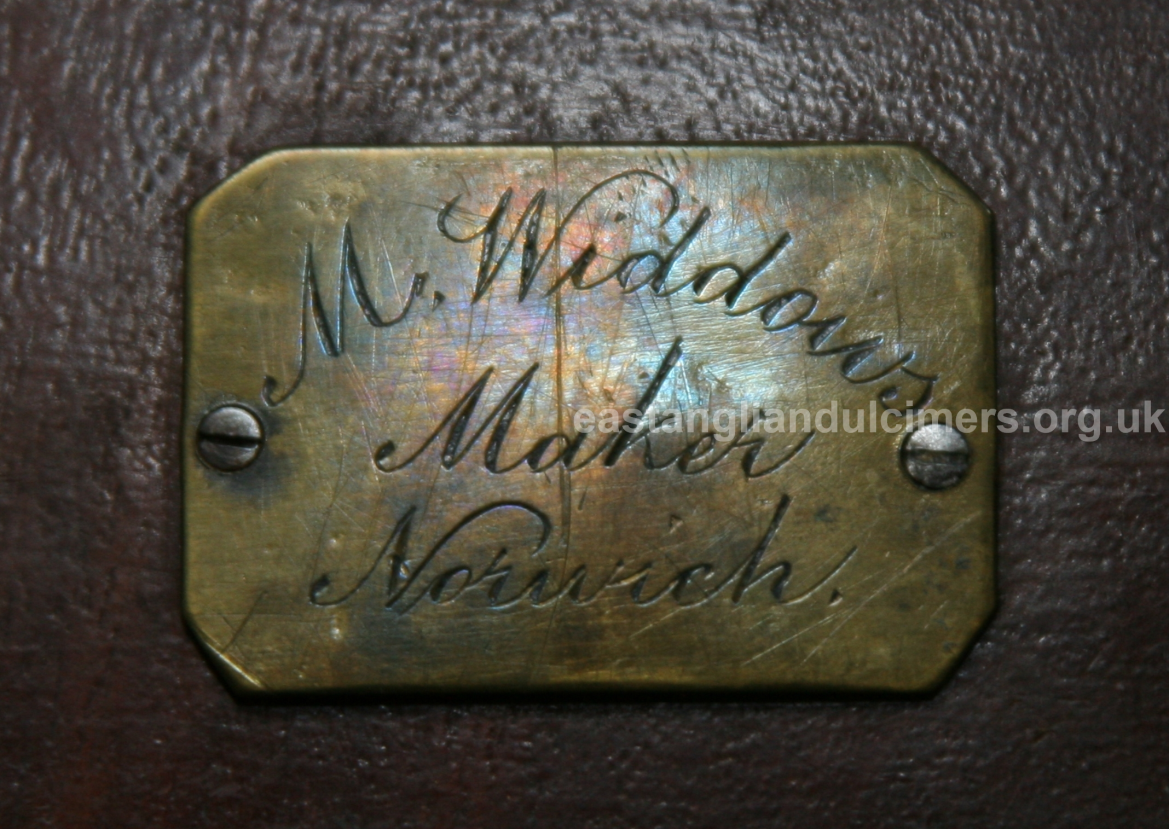 M. Widdows.
Maker
Norwich.
eastangliandulcimers.org.uk